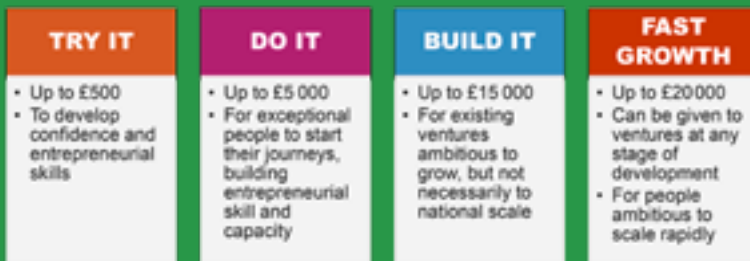 TRY IT
• Up to £500
• To develop
confidence and
entrepreneurial
skills
DO IT
• Up to £5 000
• For exceptional
people to start
their journeys,
building
entrepreneurial
skill and
capacity
BUILD IT
• Up to £15 000
• For existing
ventures
ambitious to
grow, but not
necessarily to
national scale
FAST
GROWTH
• Up to £20000
• Can be given to
ventures at any
stage of
development
• For people
ambitious to
scale rapidly